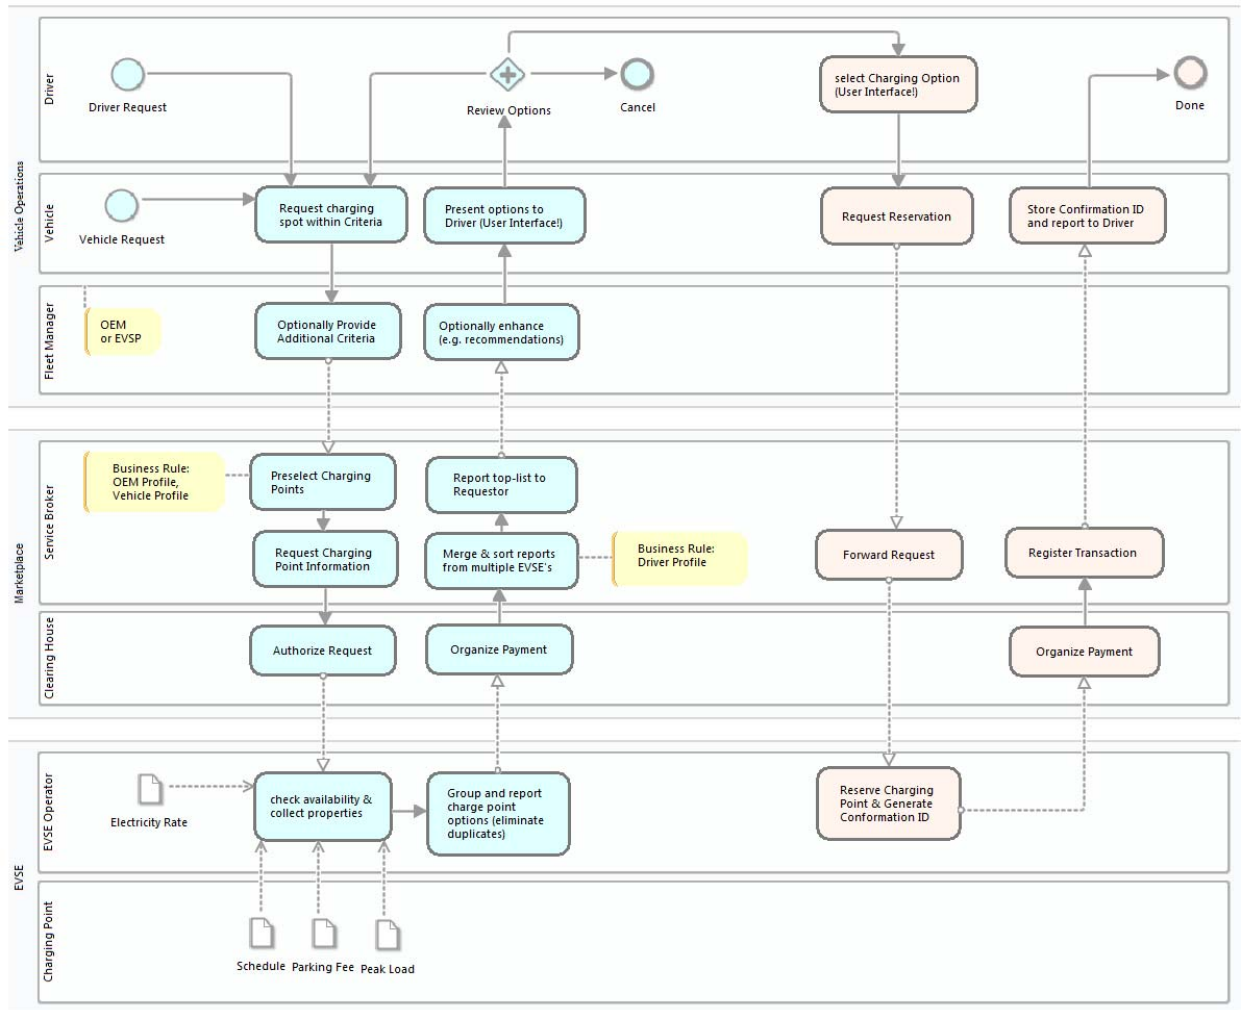 Vehicle Operations
Driver
Driver Request
Review Options
Cancel
select Charging Option
(User Interface!)
Done
Vehicle
Vehicle Request
Request charging
spot within Criteria
Present options to
Driver (User Interface!)
Request Reservation
Store Confirmation ID
and report to Driver
Fleet Manager
OEM
or EVSP
Optionally Provide
Additional Criteria
Optionally enhance
(e.g. recommendations)
Marketplace
Service Broker
Business Rule:
OEM Profile,
Vehicle Profile
Preselect Charging
Points
Report top-list to
Requestor
Request Charging
Point Information
Merge & sort reports
from multiple EVSE's
Business Rule:
Driver Profile
Forward Request
Register Transaction
Clearing House
Authorize Request
Organize Payment
Organize Payment
EVSE
EVSE Operator
Electricity Rate
check availability &
collect properties
Group and report
charge point
options (eliminate
duplicates)
Reserve Charging
Point & Generate
Conformation ID
Charging Point
Schedule
Parking Fee
Peak Load